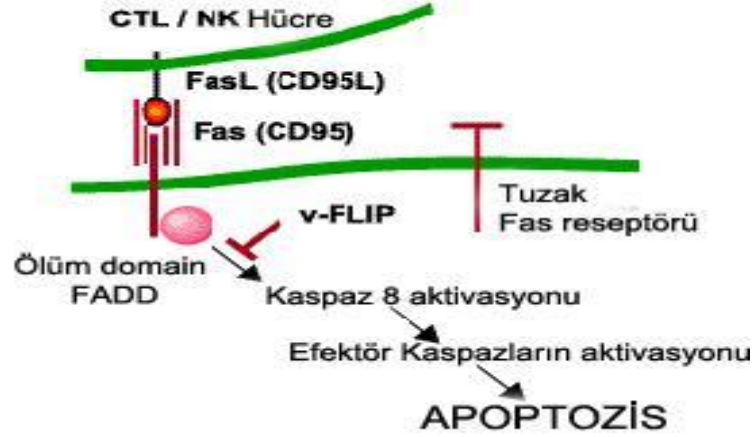 CTL / NK Hücre
FasL (CD95L)
Fas (CD95)
v-FLIP
Tuzak
Fas reseptörü
Ölüm domain
FADD
Kaspaz 8 aktivasyonu
Efektör Kaspazların aktivasyonu
APOPTOZİS